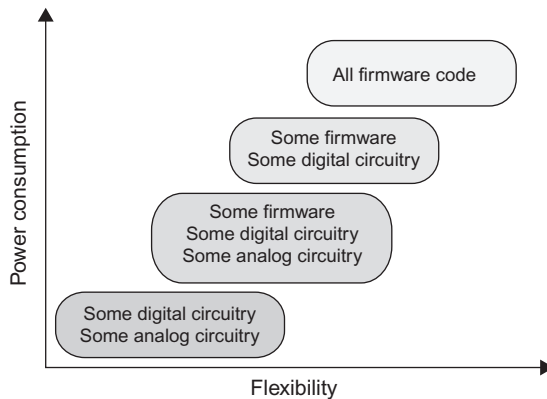 All firmware code
Some firmware
Some digital circuitry
Some firmware
Some digital circuitry
Some analog circuitry
Some digital circuitry
Some analog circuitry
Power consumption
Flexibility